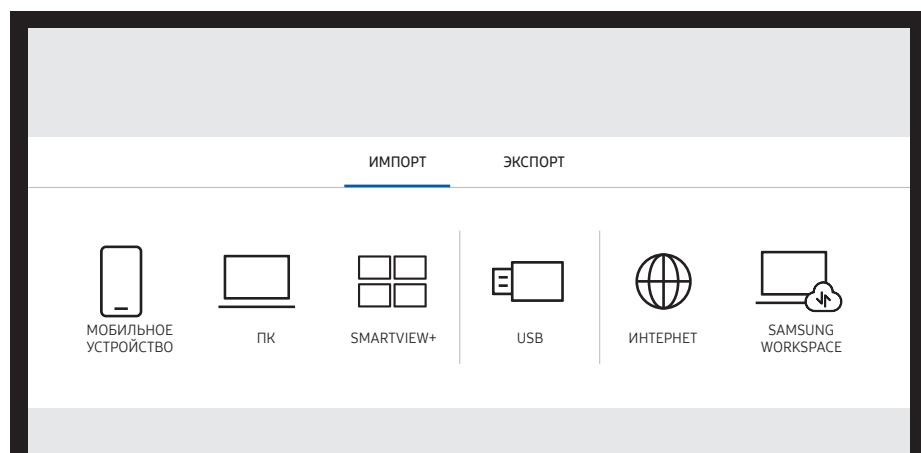 ИМПОРТ ЭКСПОРТ
МОБИЛЬНОЕ
УСТРОЙСТВО
ПК
SMARTVIEW+
USB
ИНТЕРНЕТ
SAMSUNG
WORKSPACE